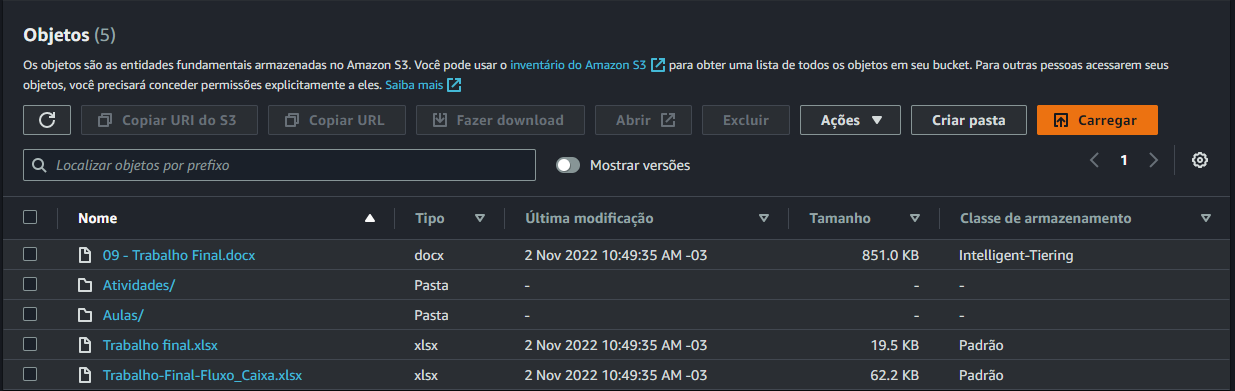 Objetos (5)
Os objetos são as entidades fundamentais armazenadas no Amazon S3. Você pode usar o inventário do Amazon S3 para obter uma lista de todos os objetos em seu bucket. Para outras pessoas acessarem seus
objetos, você precisará conceder permissões explicitamente a eles. Saiba mais
Copiar URI do S3 Copiar URL Fazer download Abrir Excluir Ações Criar pasta Carregar
Localizar objetos por prefixo Mostrar versões 1
Nome Tipo Última modificação Tamanho Classe de armazenamento
09 - Trabalho Final.docx docx 2 Nov 2022 10:49:35 AM -03 851.0 KB Intelligent-Tiering
Atividades/ Pasta - - -
Aulas/ Pasta - - -
Trabalho final.xlsx xlsx 2 Nov 2022 10:49:35 AM -03 19.5 KB Padrão
Trabalho-Final-Fluxo_Caixa.xlsx xlsx 2 Nov 2022 10:49:35 AM -03 62.2 KB Padrão